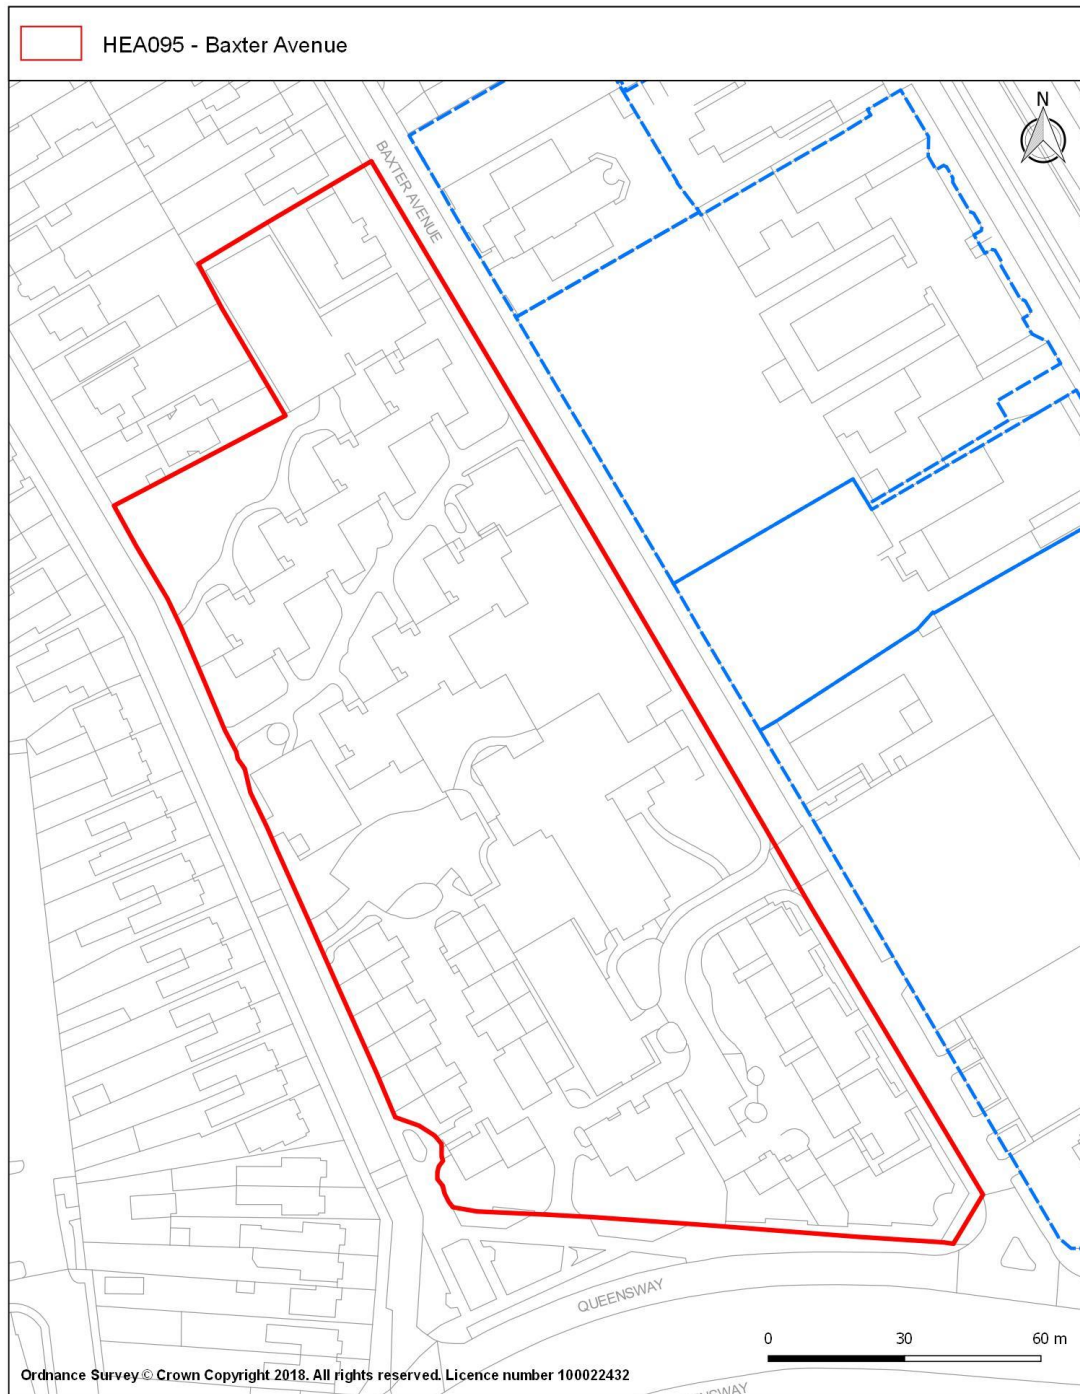 HEA095 - Baxter Avenue
N
BAXTER AVENUE
QUEENSWAY
0 30 60 m
Ordnance Survey © Crown Copyright 2018. All rights reserved. Licence number 100022432